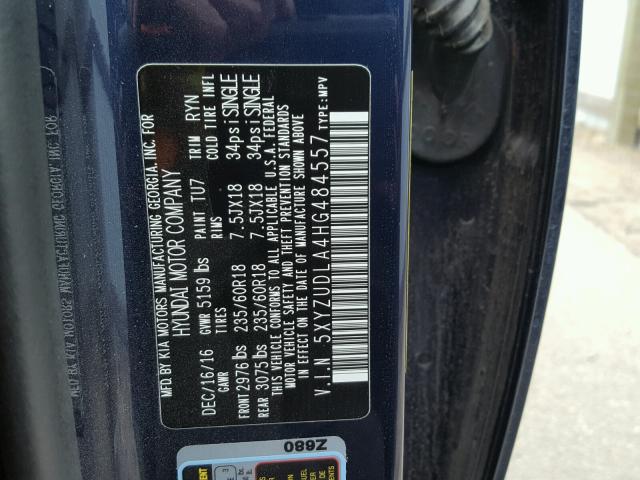 MFD.BY KIA MOTORS MANUFACTURING GEORGIA, INC. FOR
HYUNDAI MOTOR COMPANY
DEC/16/16 GVWR 5159 lbs PAINT TU7 TRIM RYN
GAWR TIRES RIMS COLD TIRE INFL
FRONT 2976 lbs 235/60R18 7.5JX18 34psi SINGLE
REAR 3075 lbs 235/60R18 7.5JX18 34psi SINGLE
THIS VEHICLE CONFORMS TO ALL APPLICABLE U.S.A. FEDERAL
MOTOR VEHICLE SAFETY AND THEFT PREVENTION STANDARDS
IN EFFECT ON THE DATE OF MANUFACTURE SHOWN ABOVE
V.I.N 5XYZUDLA4HG484557 TYPE:MPV
Z680